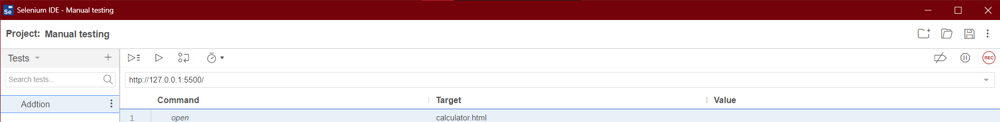 Se Selenium IDE - Manual testing
Project: Manual testing
Tests
REC
Search tests...
http://127.0.0.1:5500/
Command Target Value
Addtion
1 open calculator.html